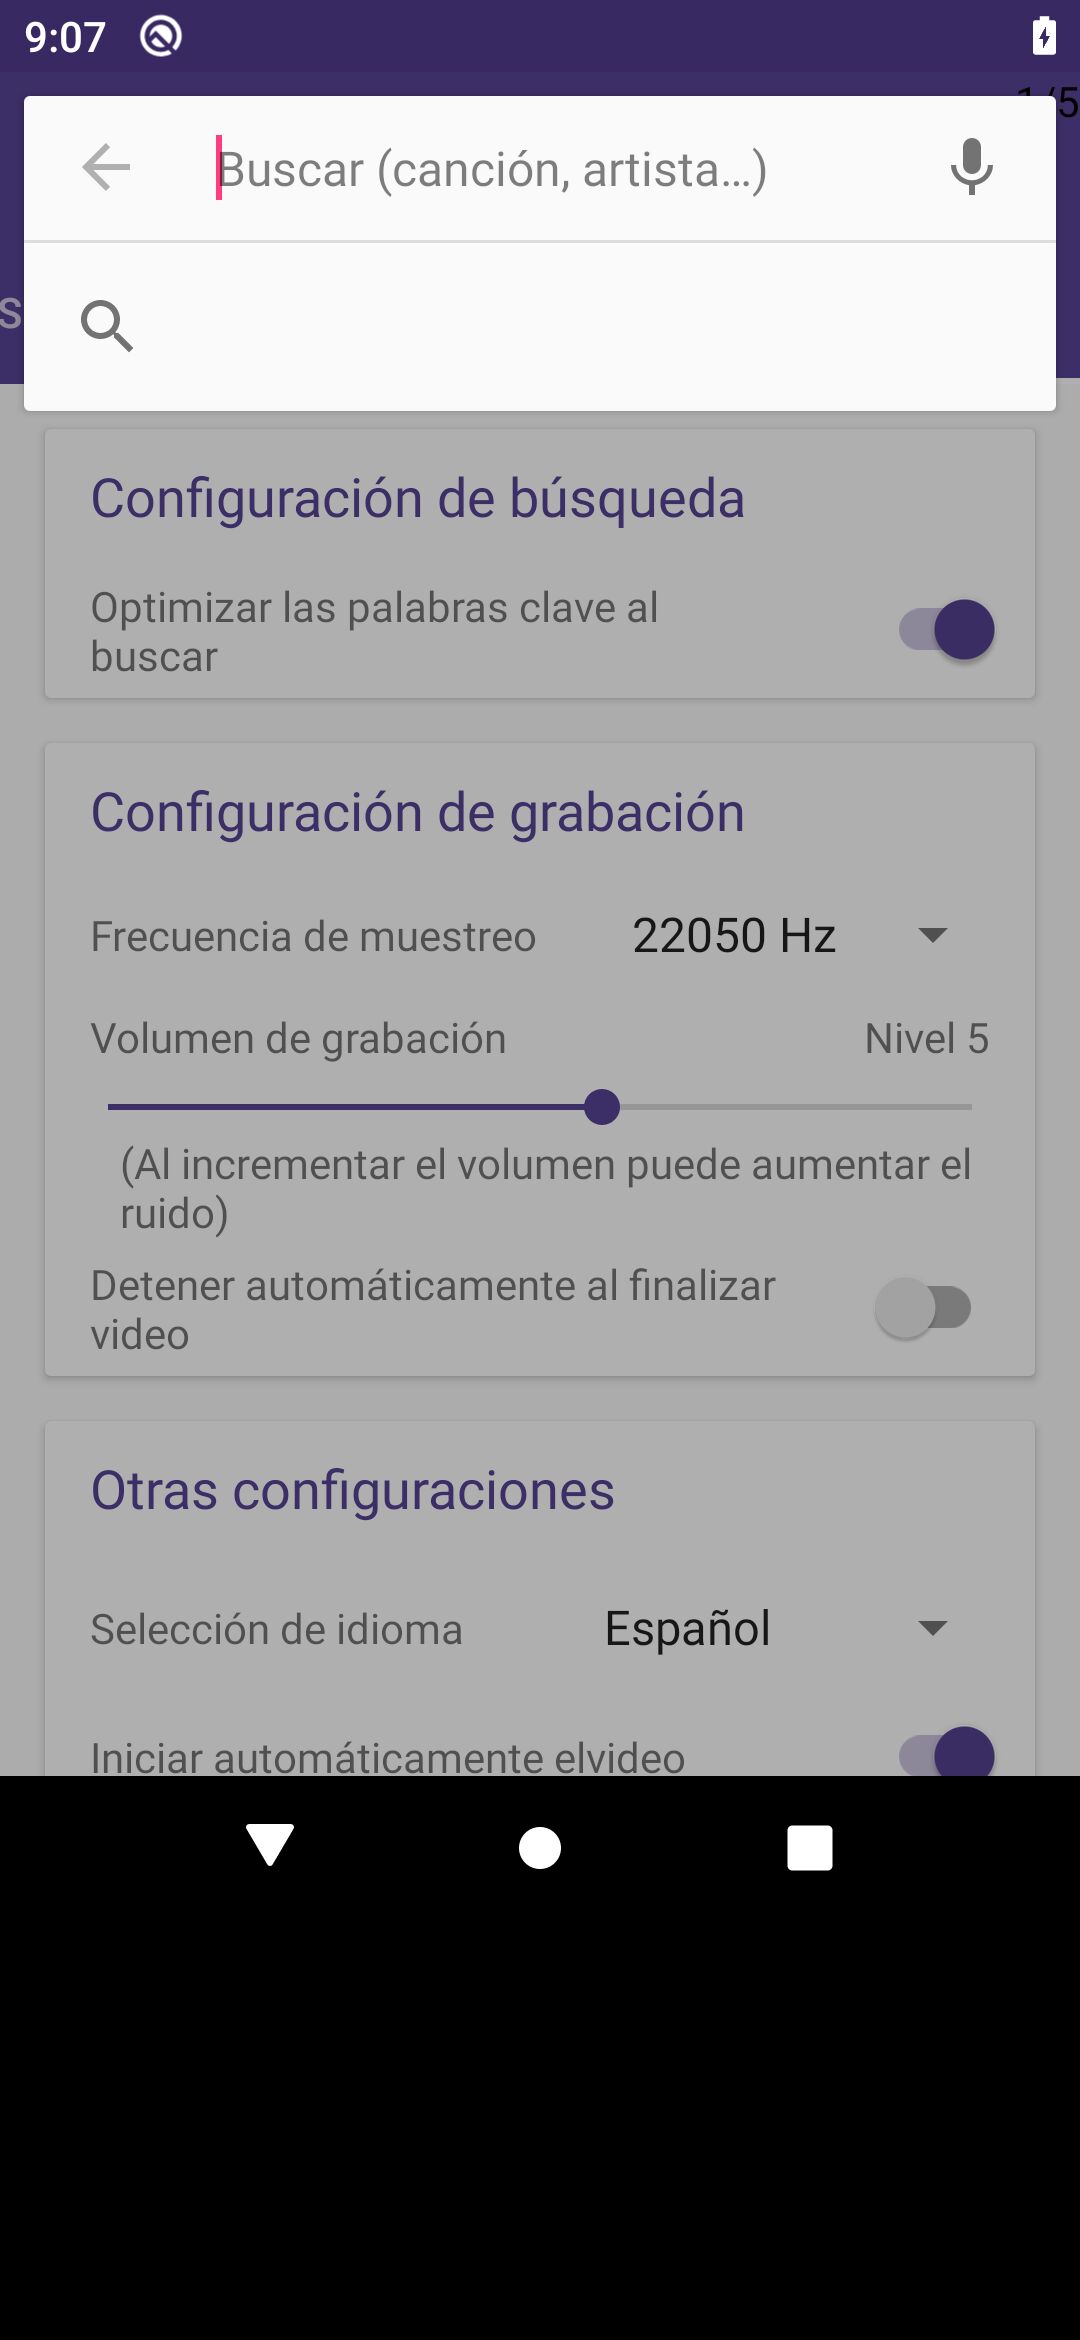 9:07
1/5
Buscar (canción, artista...)
S
Configuración de búsqueda
Optimizar las palabras clave al
buscar
Configuración de grabación
Frecuencia de muestreo 22050 Hz
Volumen de grabación Nivel 5
(Al incrementar el volumen puede aumentar el
ruido)
Detener automáticamente al finalizar
video
Otras configuraciones
Selección de idioma Español
Iniciar automáticamente elvideo